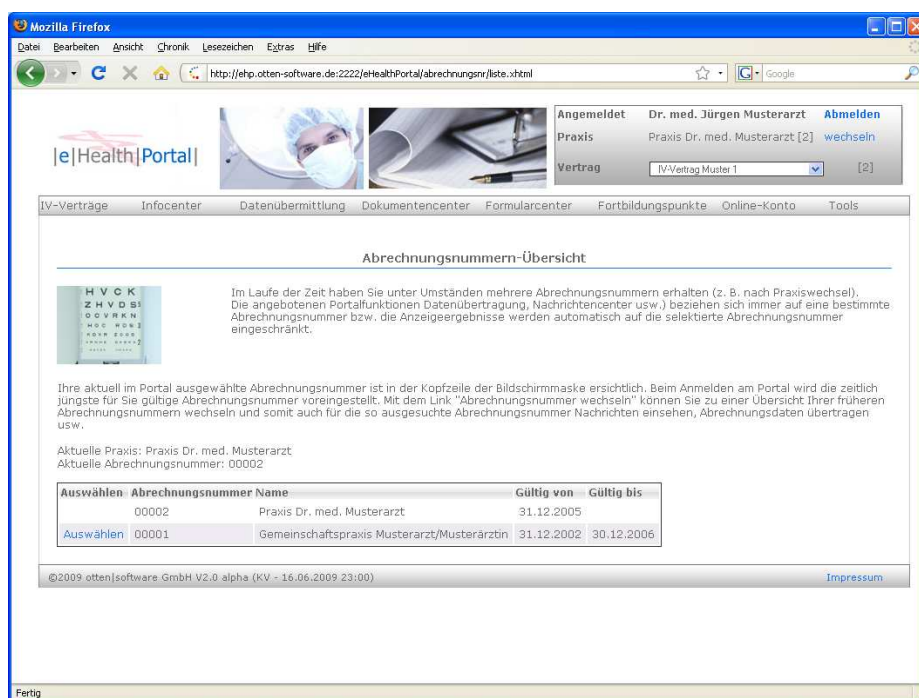 Mozilla Firefox
Datei Bearbeiten Ansicht Chronik Lesezeichen Extras Hilfe
http://ehp.otten-software.de:2222/eHealthPortal/abrechnungsnr/liste.xhtml
Google
Angemeldet Dr. med. Jürgen Musterarzt Abmelden
Praxis Praxis Dr. med. Musterarzt [2] wechseln
|e|Health|Portal|
Vertrag IV-Vertrag Muster 1 [2]
IV-Verträge Infocenter Datenübermittlung Dokumentencenter Formularcenter Fortbildungspunkte Online-Konto Tools
Abrechnungsnummern-Übersicht
H V C K
Z H V D S
O C V R K N
Im Laufe der Zeit haben Sie unter Umständen mehrere Abrechnungsnummern erhalten (z. B. nach Praxiswechsel).
Die angebotenen Portalfunktionen Datenübertragung, Nachrichtencenter usw.) beziehen sich immer auf eine bestimmte
Abrechnungsnummer bzw. die Anzeigeergebnisse werden automatisch auf die selektierte Abrechnungsnummer
eingeschränkt.
Ihre aktuell im Portal ausgewählte Abrechnungsnummer ist in der Kopfzeile der Bildschirmmaske ersichtlich. Beim Anmelden am Portal wird die zeitlich
jüngste für Sie gültige Abrechnungsnummer voreingestellt. Mit dem Link "Abrechnungsnummer wechseln" können Sie zu einer Übersicht Ihrer früheren
Abrechnungsnummern wechseln und somit auch für die so ausgesuchte Abrechnungsnummer Nachrichten einsehen, Abrechnungsdaten übertragen
usw.
Aktuelle Praxis: Praxis Dr. med. Musterarzt
Aktuelle Abrechnungsnummer: 00002
Auswählen Abrechnungsnummer Name Gültig von Gültig bis
00002 Praxis Dr. med. Musterarzt 31.12.2005
Auswählen 00001 Gemeinschaftspraxis Musterarzt/Musterärztin 31.12.2002 30.12.2006
©2009 otten|software GmbH V2.0 alpha (KV - 16.06.2009 23:00) Impressum
Fertig